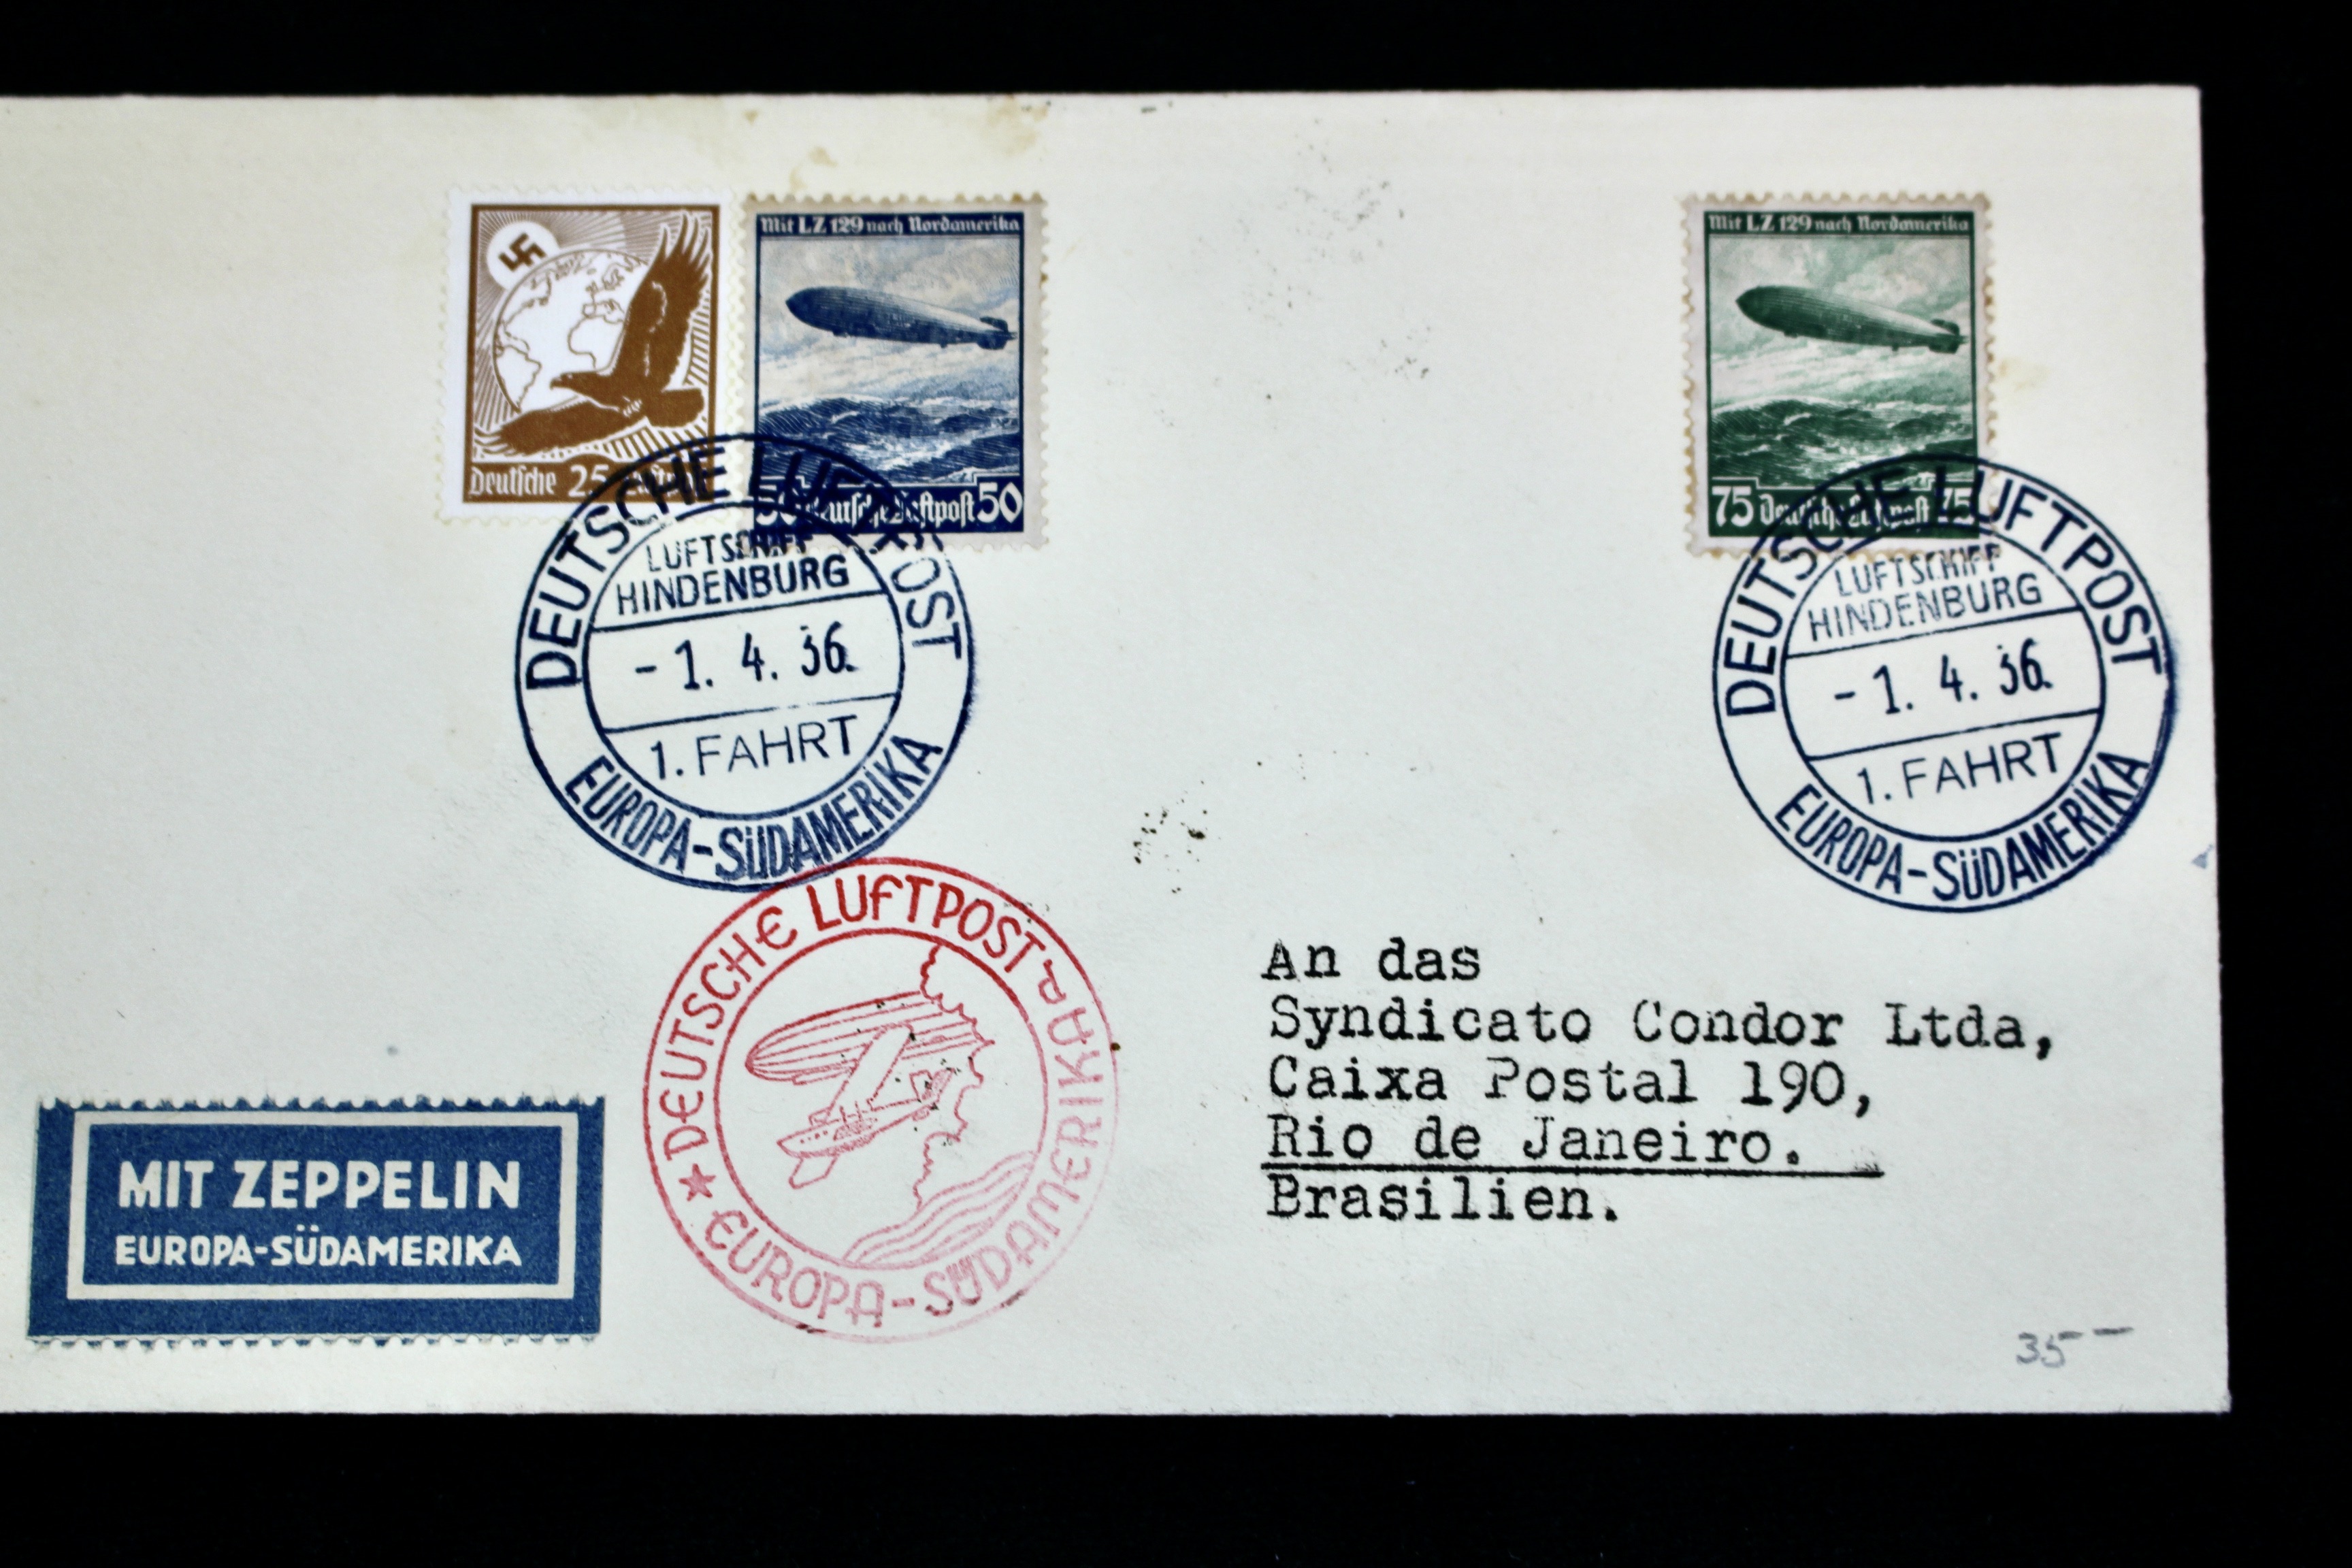 Deutsche 25 Luftpost
Mit LZ 129 nach Nordamerika
50 Deutsche Luftpost 50
Mit LZ 129 nach Nordamerika
75 Deutsche Luftpost 75
DEUTSCHE LUFTPOST
LUFTSCHIFF
HINDENBURG
-1. 4. 36.
1. FAHRT
EUROPA-SÜDAMERIKA
DEUTSCHE LUFTPOST
LUFTSCHIFF
HINDENBURG
-1. 4. 36.
1. FAHRT
EUROPA-SÜDAMERIKA
DEUTSCHE LUFTPOST
EUROPA-SÜDAMERIKA
An das
Syndicato Condor Ltda,
Caixa Postal 190,
Rio de Janeiro.
Brasilien.
MIT ZEPPELIN
EUROPA-SÜDAMERIKA
35 -